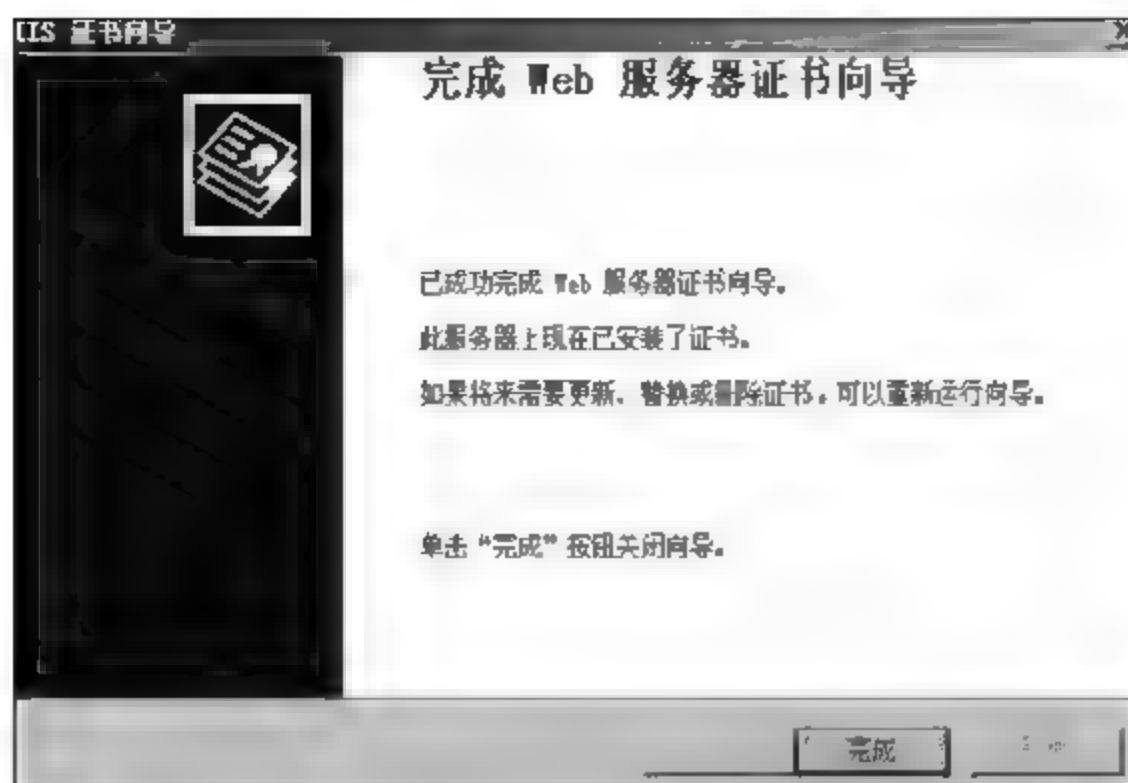 IIS 证书向导
完成 Web 服务器证书向导
已成功完成 Web 服务器证书向导。
此服务器上现在已安装了证书。
如果将来需要更新、替换或删除证书，可以重新运行向导。
单击“完成”按钮关闭向导。
完成